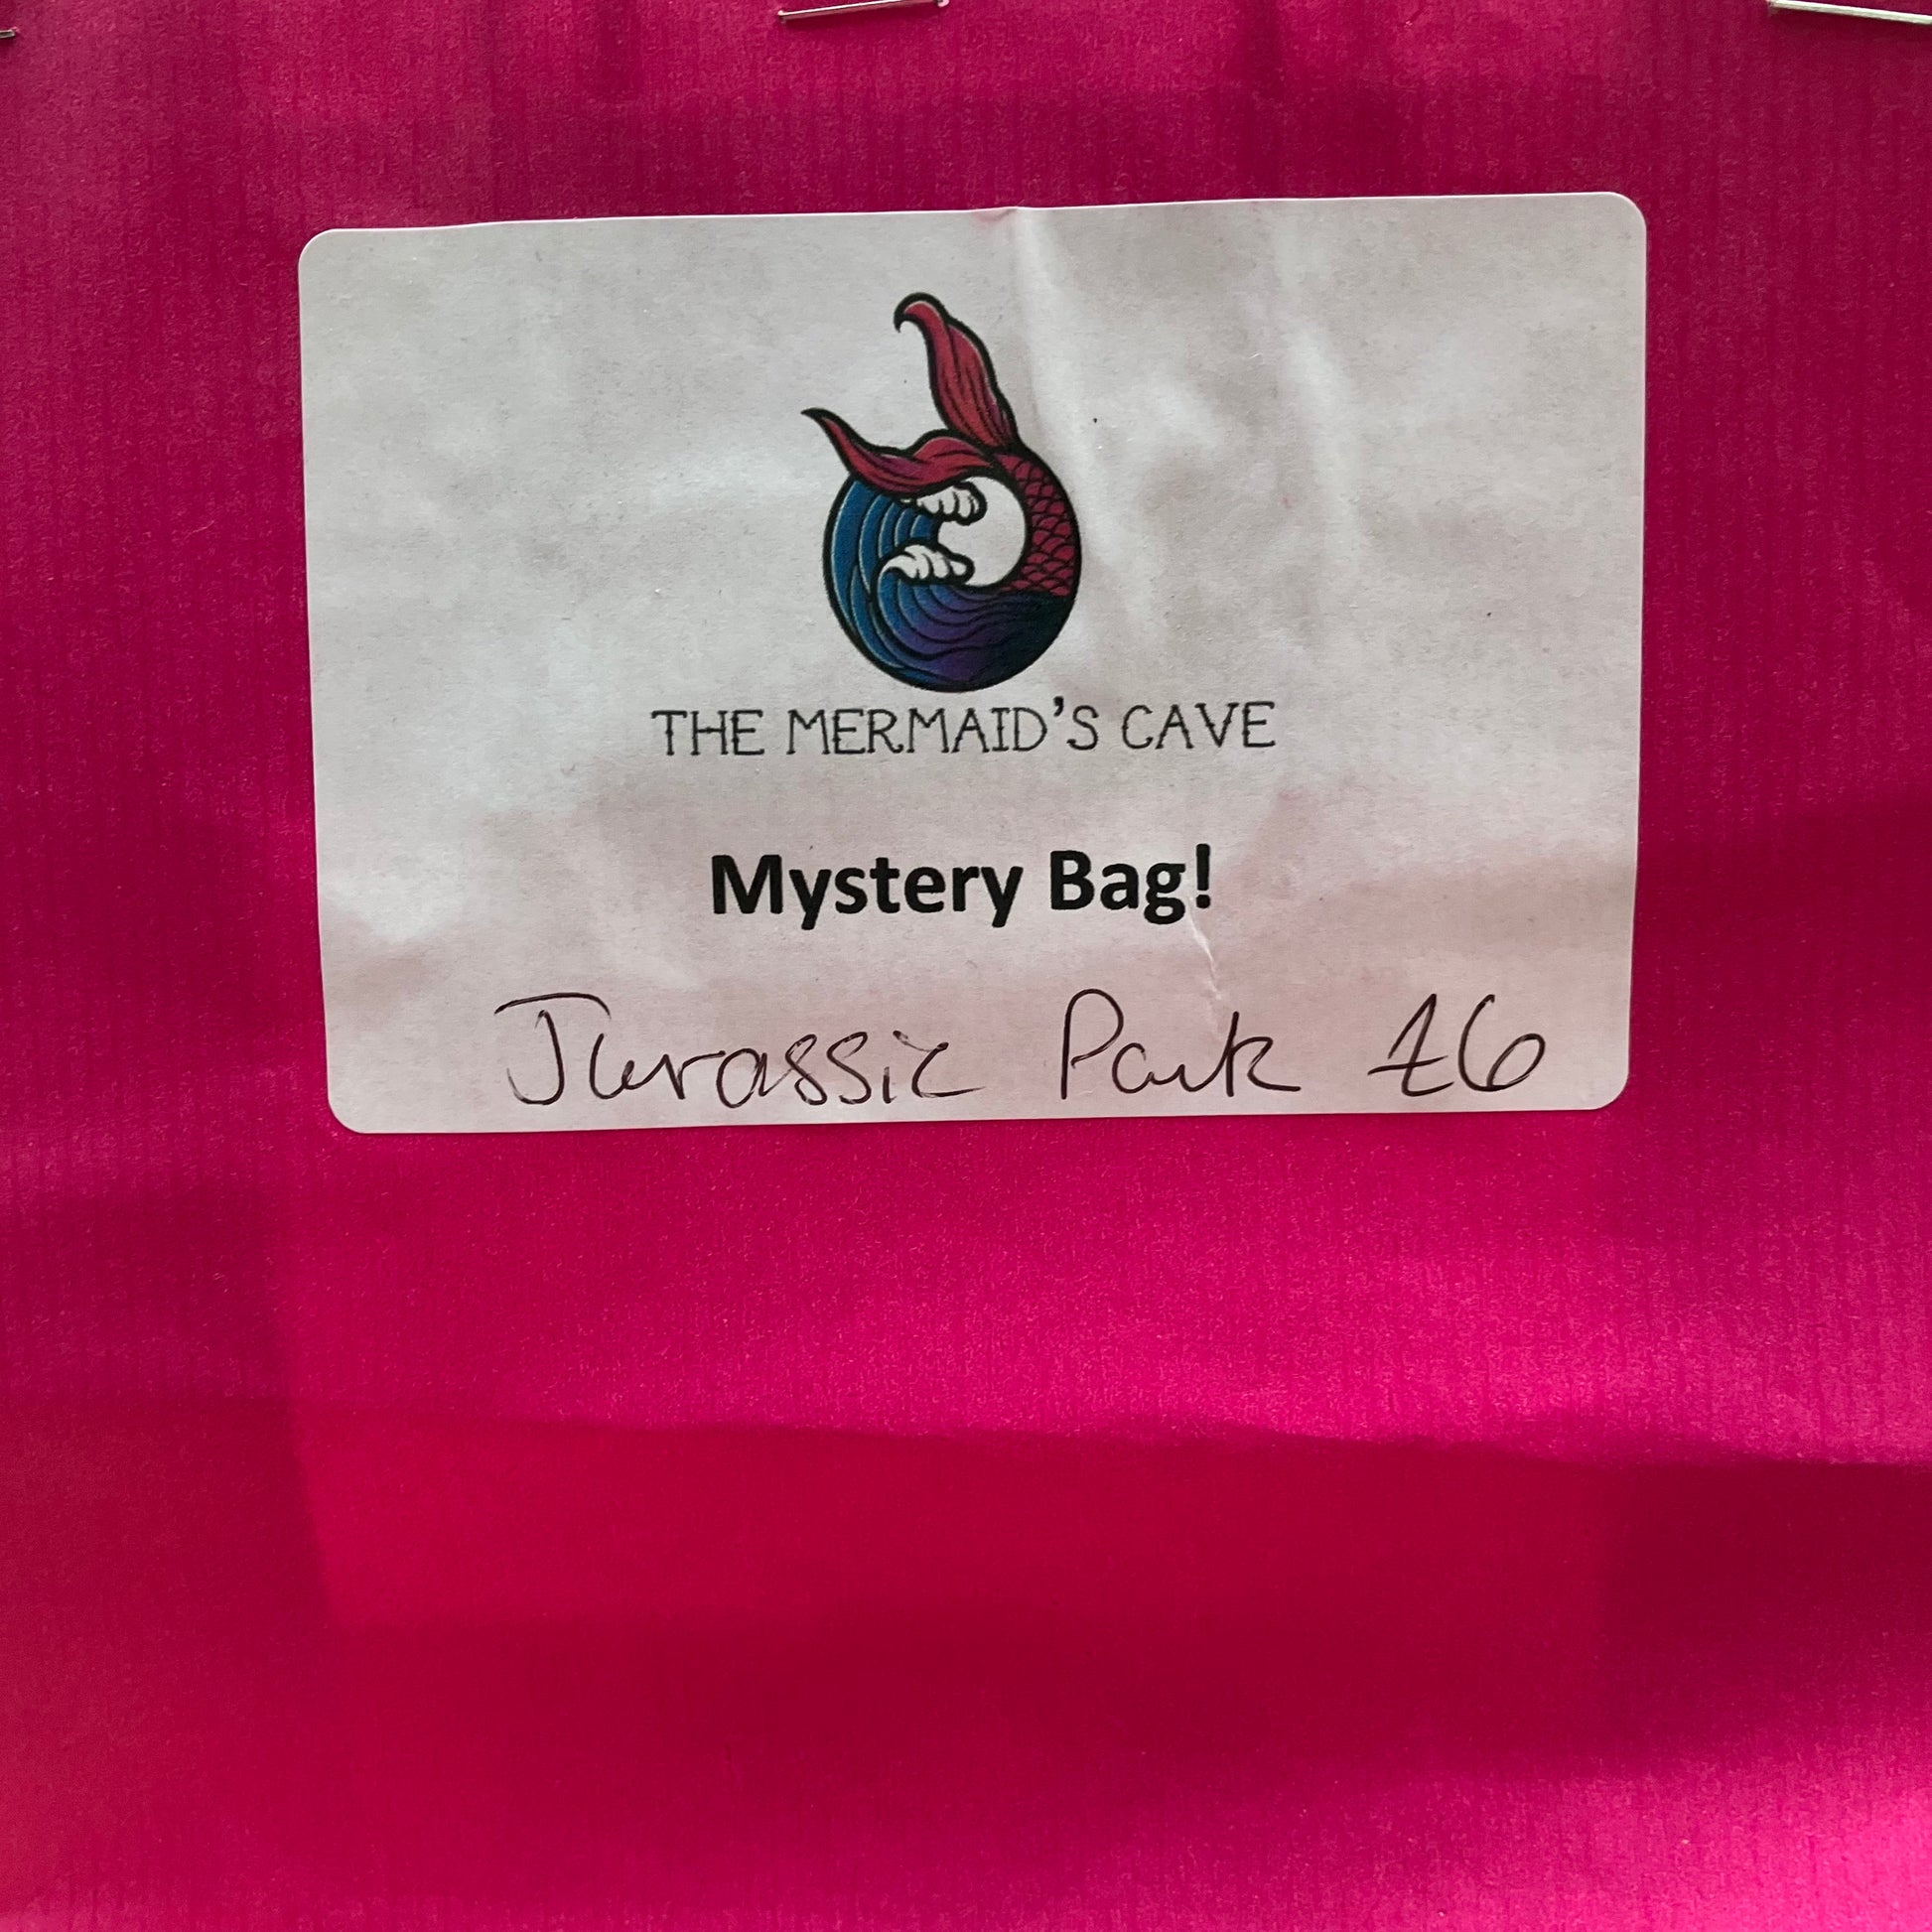 THE MERMAID'S CAVE
Mystery Bag!
Jurassic Park £6